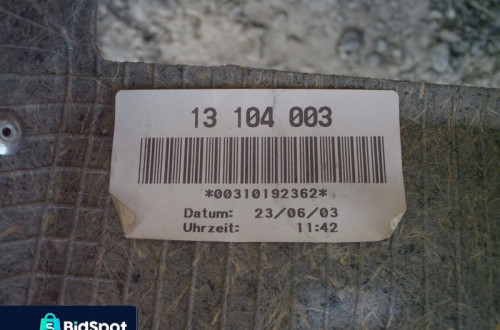 13 104 003
*00310192362*
Datum: 23/06/03
Uhrzeit: 11:42
BidSpot